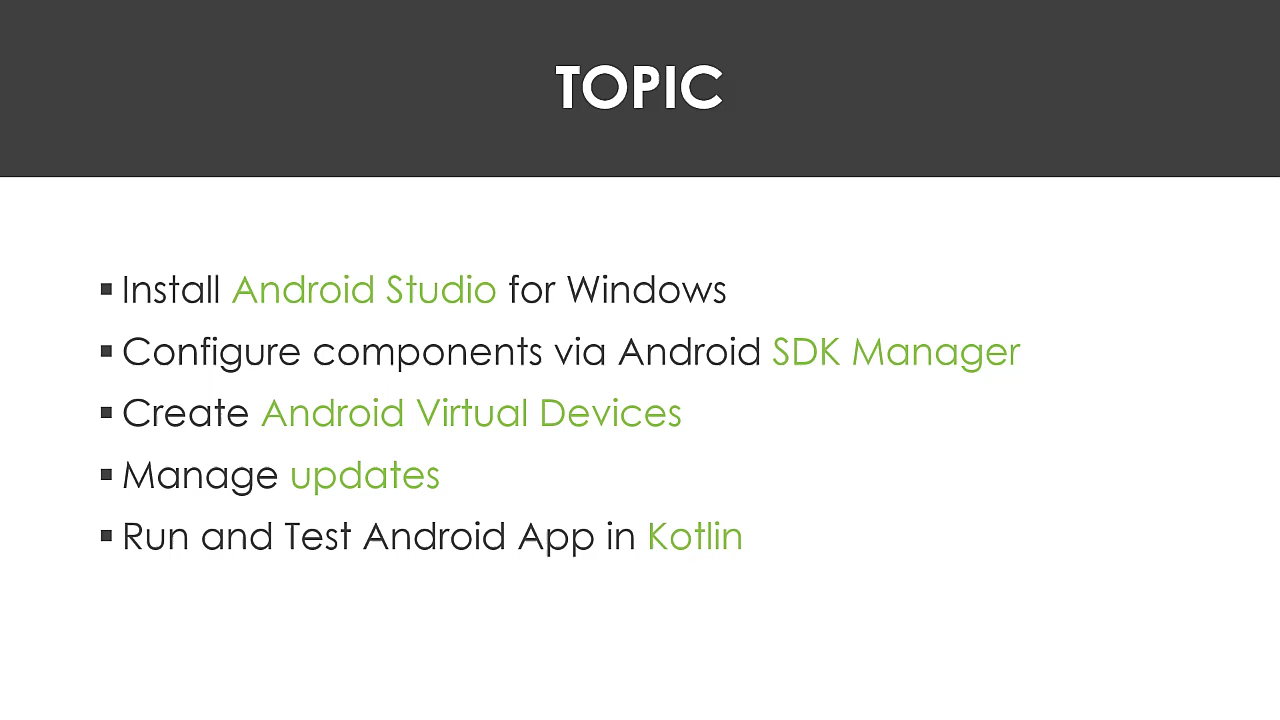 TOPIC
▪ Install Android Studio for Windows
▪ Configure components via Android SDK Manager
▪ Create Android Virtual Devices
▪ Manage updates
▪ Run and Test Android App in Kotlin